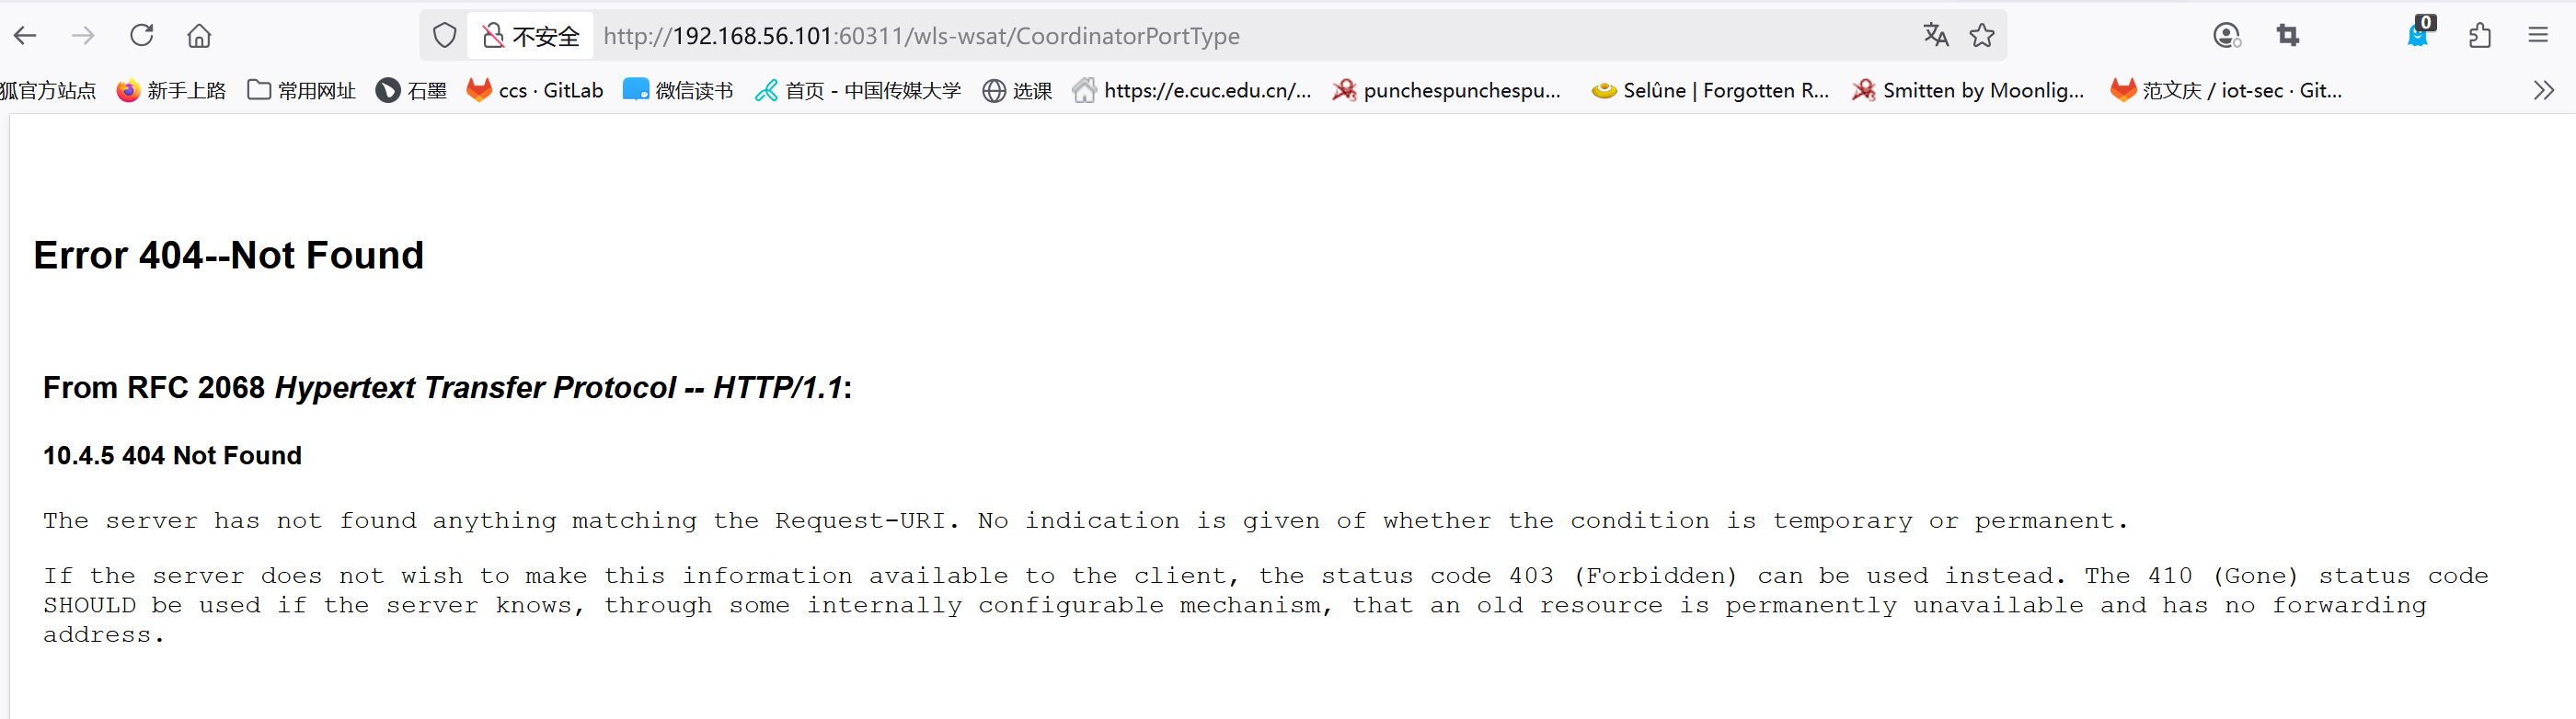 不安全 http://192.168.56.101:60311/wls-wsat/CoordinatorPortType 0
狐官方站点 新手上路 常用网址 石墨 ccs · GitLab 微信读书 首页 - 中国传媒大学 选课 https://e.cuc.edu.cn/... punchespunchespu... Selûne | Forgotten R... Smitten by Moonlig... 范文庆 / iot-sec · Git...
Error 404--Not Found
From RFC 2068 Hypertext Transfer Protocol -- HTTP/1.1:
10.4.5 404 Not Found
The server has not found anything matching the Request-URI. No indication is given of whether the condition is temporary or permanent.
If the server does not wish to make this information available to the client, the status code 403 (Forbidden) can be used instead. The 410 (Gone) status code
SHOULD be used if the server knows, through some internally configurable mechanism, that an old resource is permanently unavailable and has no forwarding
address.